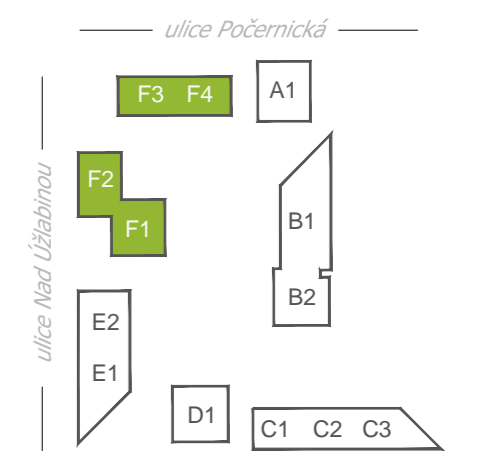 ulice Počernická
F3 F4
A1
F2
F1
ulice Nad Úžlabinou
B1
B2
E2
E1
D1
C1 C2 C3